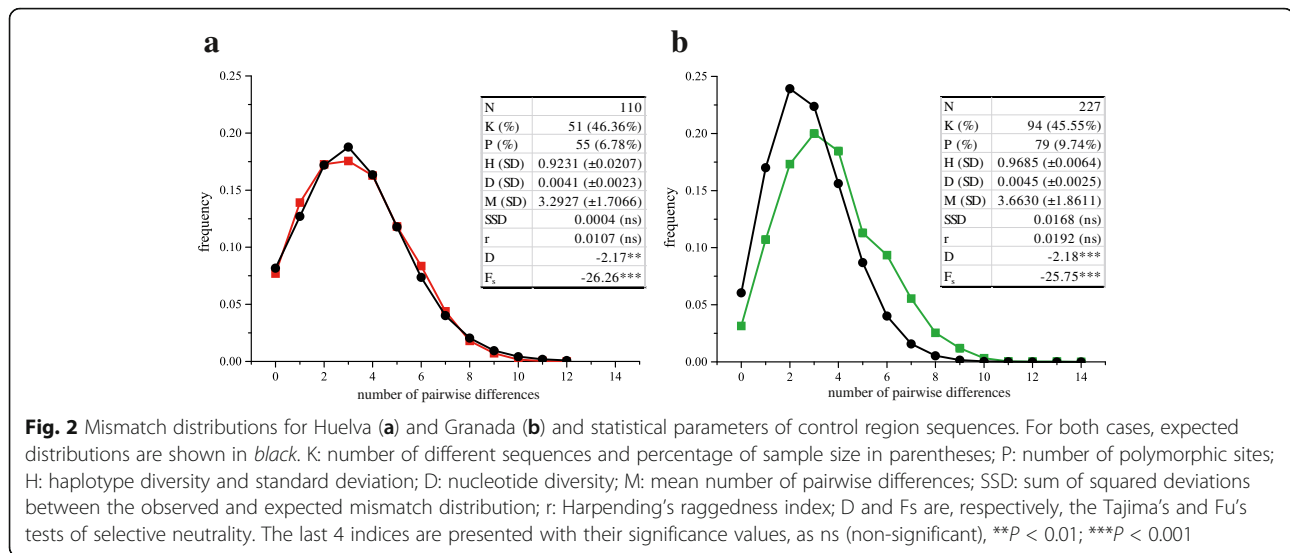 a
0.25
0.20
0.15
0.10
0.05
0.00
frequency
0 2 4 6 8 10 12 14
number of pairwise differences
N 110
K (%) 51 (46.36%)
P (%) 55 (6.78%)
H (SD) 0.9231 (±0.0207)
D (SD) 0.0041 (±0.0023)
M (SD) 3.2927 (±1.7066)
SSD 0.0004 (ns)
r 0.0107 (ns)
D -2.17**
Fs -26.26***
b
0.25
0.20
0.15
0.10
0.05
0.00
frequency
0 2 4 6 8 10 12 14
number of pairwise differences
N 227
K (%) 94 (45.55%)
P (%) 79 (9.74%)
H (SD) 0.9685 (±0.0064)
D (SD) 0.0045 (±0.0025)
M (SD) 3.6630 (±1.8611)
SSD 0.0168 (ns)
r 0.0192 (ns)
D -2.18***
Fs -25.75***
Fig. 2 Mismatch distributions for Huelva (a) and Granada (b) and statistical parameters of control region sequences. For both cases, expected
distributions are shown in black. K: number of different sequences and percentage of sample size in parentheses; P: number of polymorphic sites;
H: haplotype diversity and standard deviation; D: nucleotide diversity; M: mean number of pairwise differences; SSD: sum of squared deviations
between the observed and expected mismatch distribution; r: Harpending's raggedness index; D and Fs are, respectively, the Tajima's and Fu's
tests of selective neutrality. The last 4 indices are presented with their significance values, as ns (non-significant), **P < 0.01; ***P < 0.001